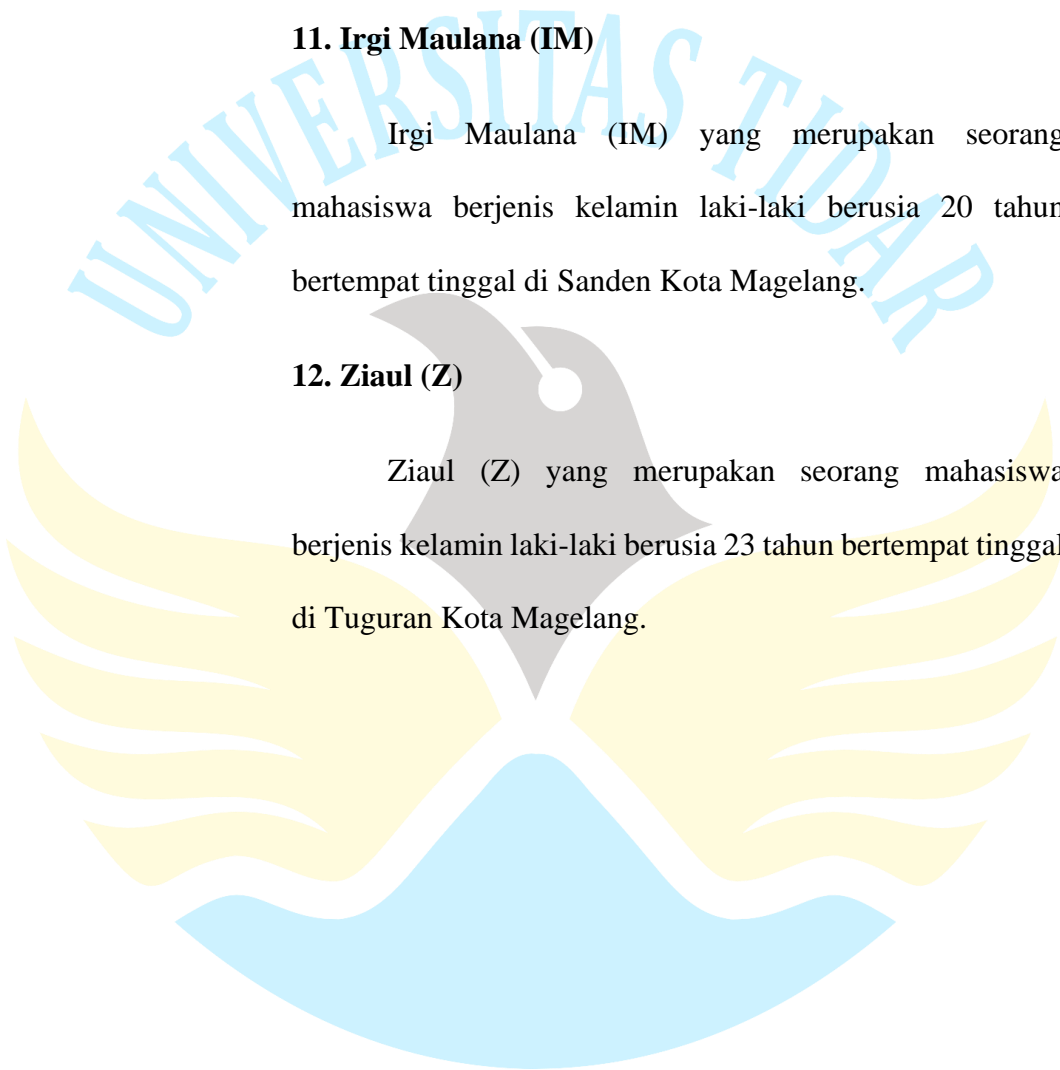 UNIVERSITAS TIDAR
11. Irgi Maulana (IM)
Irgi Maulana (IM) yang merupakan seorang
mahasiswa berjenis kelamin laki-laki berusia 20 tahun
bertempat tinggal di Sanden Kota Magelang.
12. Ziaul (Z)
Ziaul (Z) yang merupakan seorang mahasiswa
berjenis kelamin laki-laki berusia 23 tahun bertempat tinggal
di Tuguran Kota Magelang.